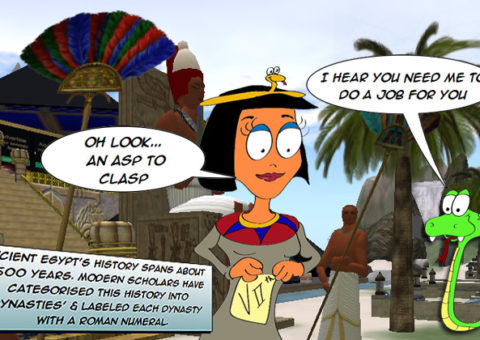 OH LOOK...
AN ASP TO
CLASP
I HEAR YOU NEED ME TO
DO A JOB FOR YOU
VII
EGYPT'S HISTORY SPANS ABOUT
YEARS. MODERN SCHOLARS HAVE
CATEGORISED THIS HISTORY INTO
& LABELED EACH DYNASTY
WITH A ROMAN NUMERAL.